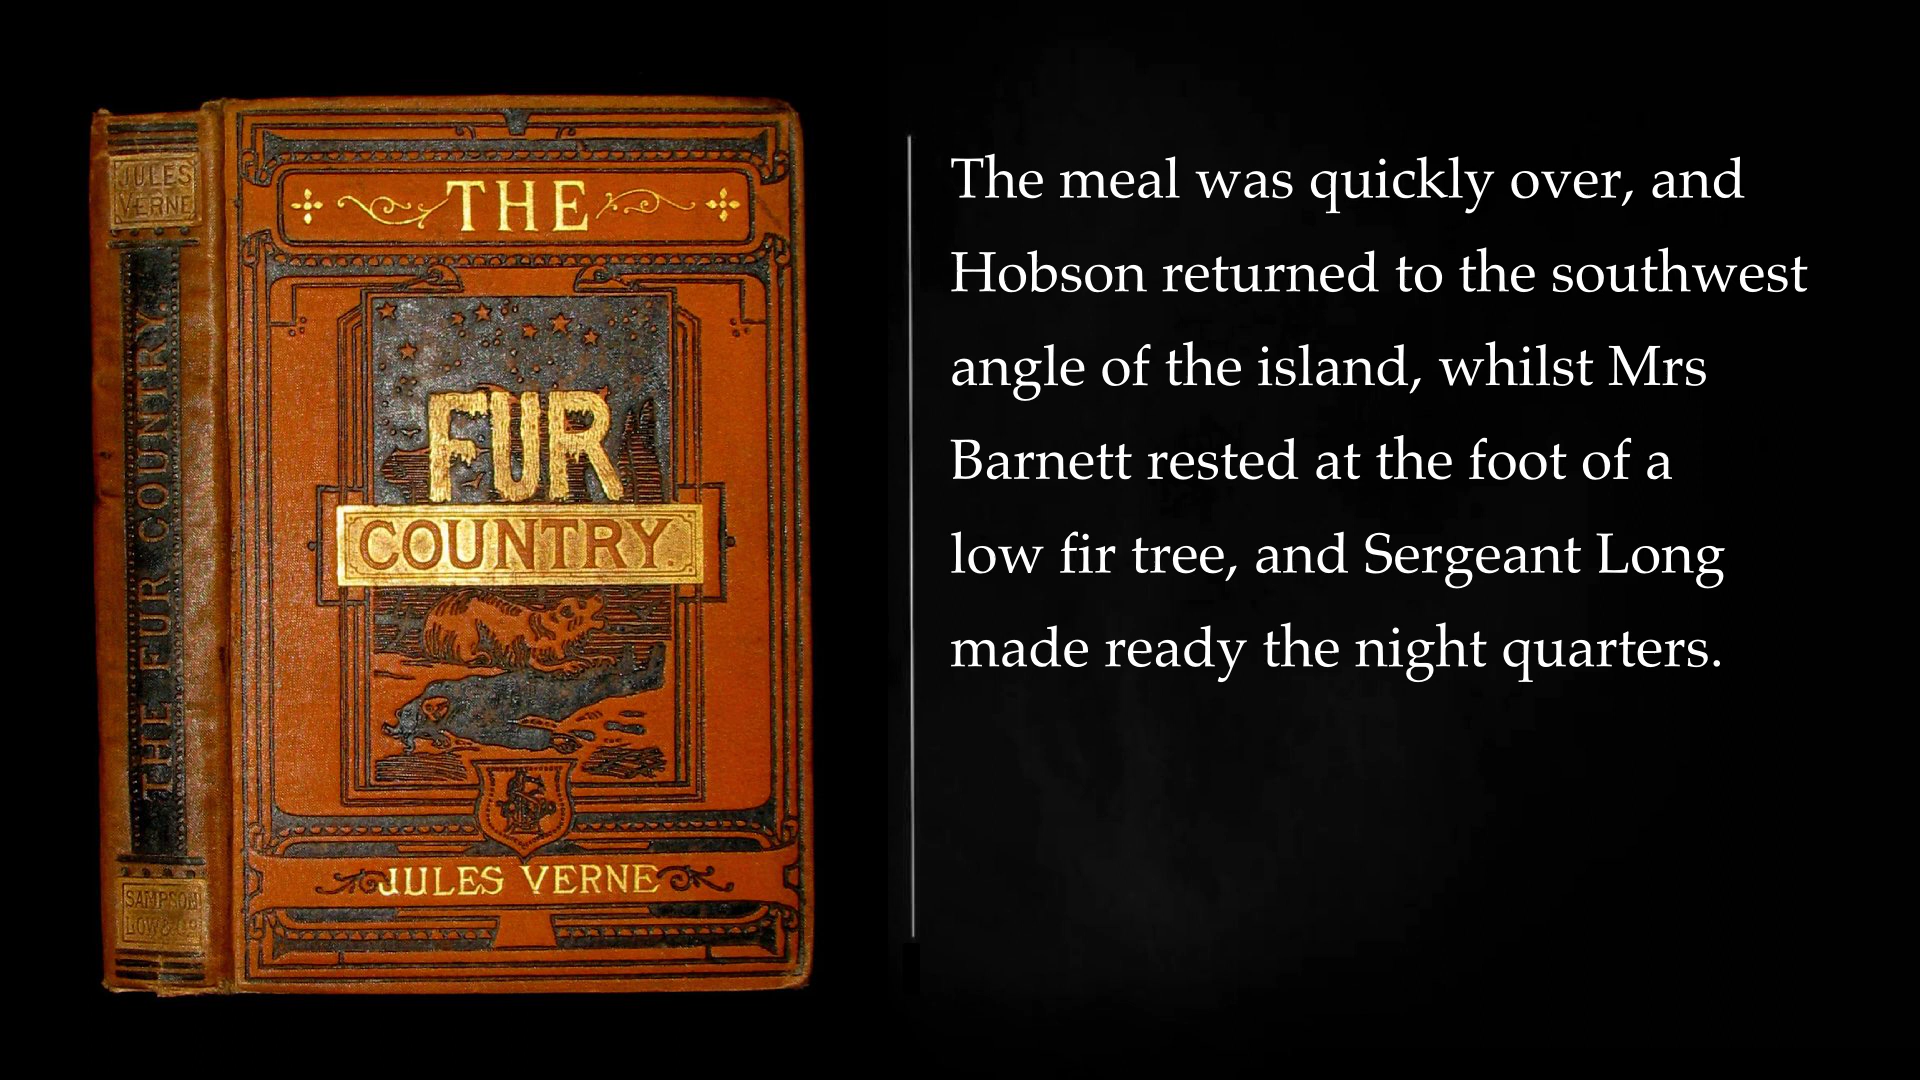 JULES
VERNE
THE FUR COUNTRY.
SAMPSON
LOW & Co
THE
FUR
COUNTRY.
JULES VERNE
The meal was quickly over, and
Hobson returned to the southwest
angle of the island, whilst Mrs
Barnett rested at the foot of a
low fir tree, and Sergeant Long
made ready the night quarters.